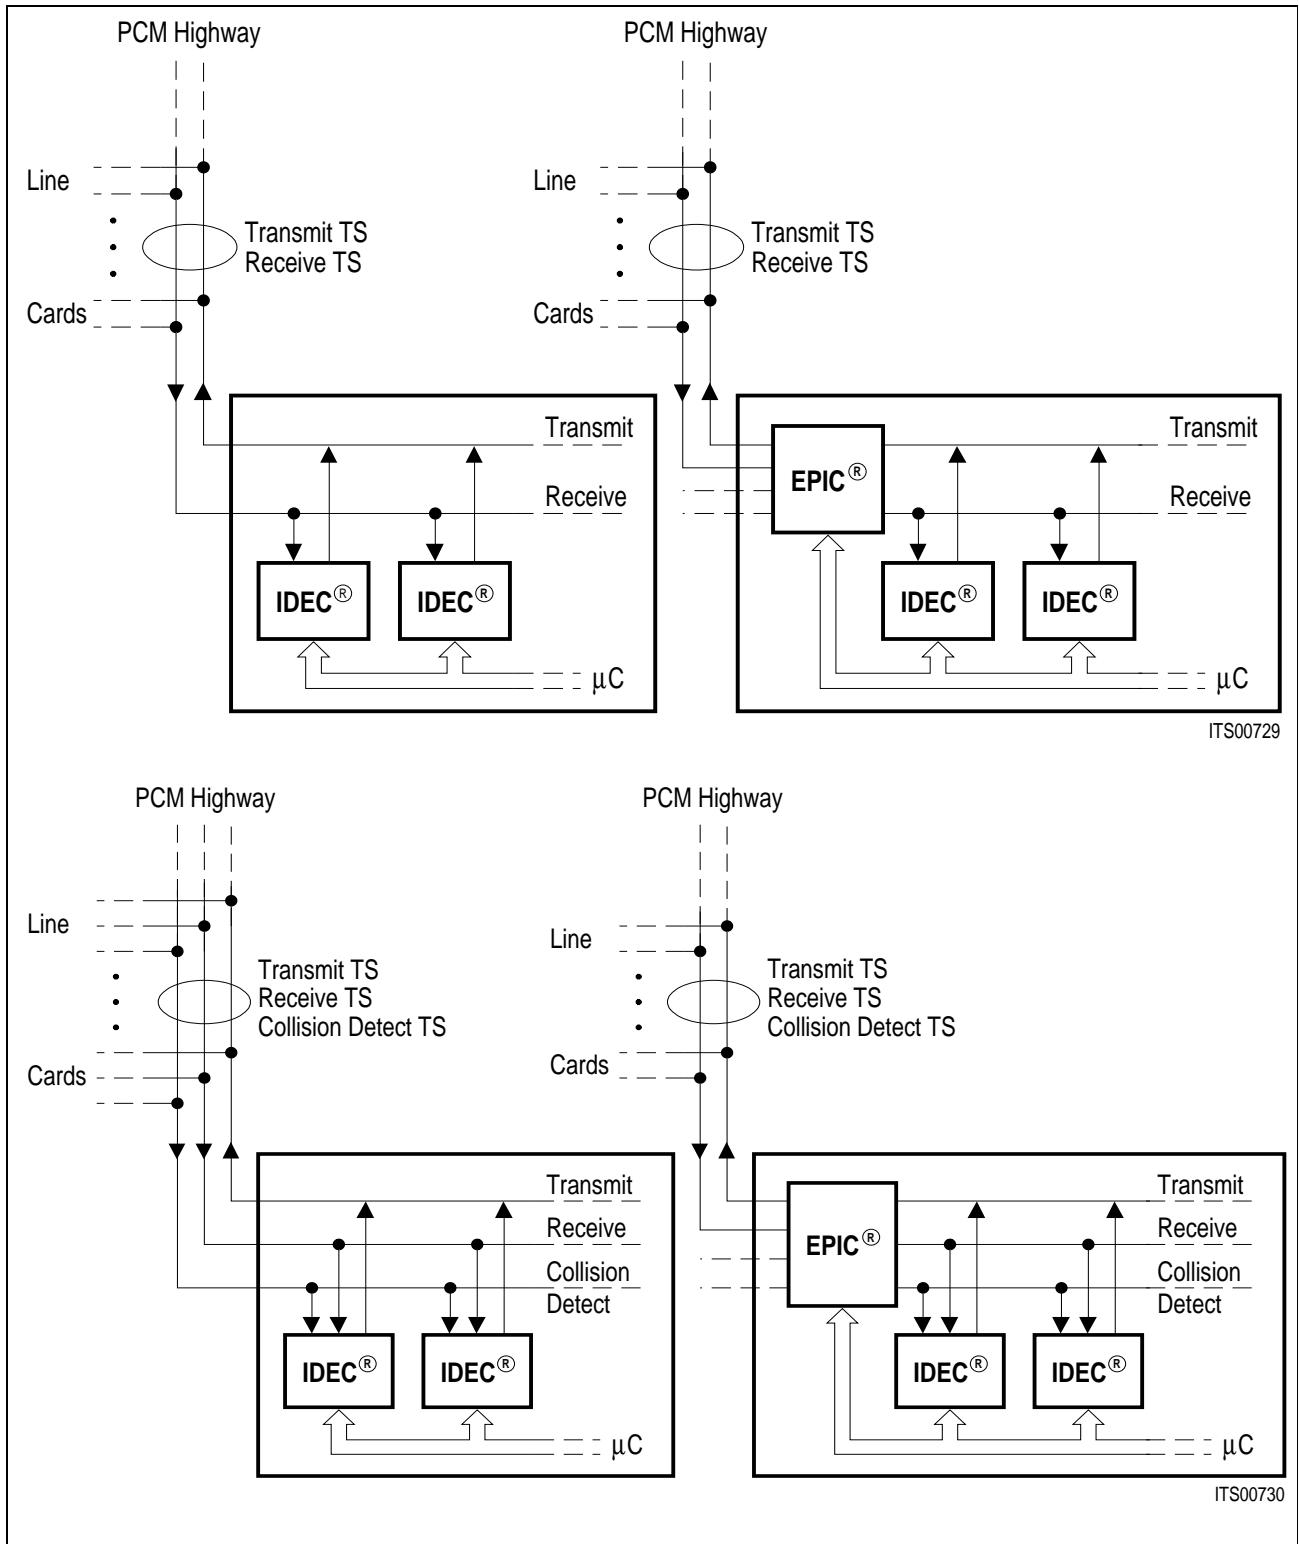 PCM Highway
Line
Transmit TS
Receive TS
Cards
Transmit
Receive
IDEC®
IDEC®
µC
PCM Highway
Line
Transmit TS
Receive TS
Cards
EPIC®
Transmit
Receive
IDEC®
IDEC®
µC
ITS00729
PCM Highway
Line
Transmit TS
Receive TS
Collision Detect TS
Cards
Transmit
Receive
Collision
Detect
IDEC®
IDEC®
µC
PCM Highway
Line
Transmit TS
Receive TS
Collision Detect TS
Cards
EPIC®
Transmit
Receive
Collision
Detect
IDEC®
IDEC®
µC
ITS00730